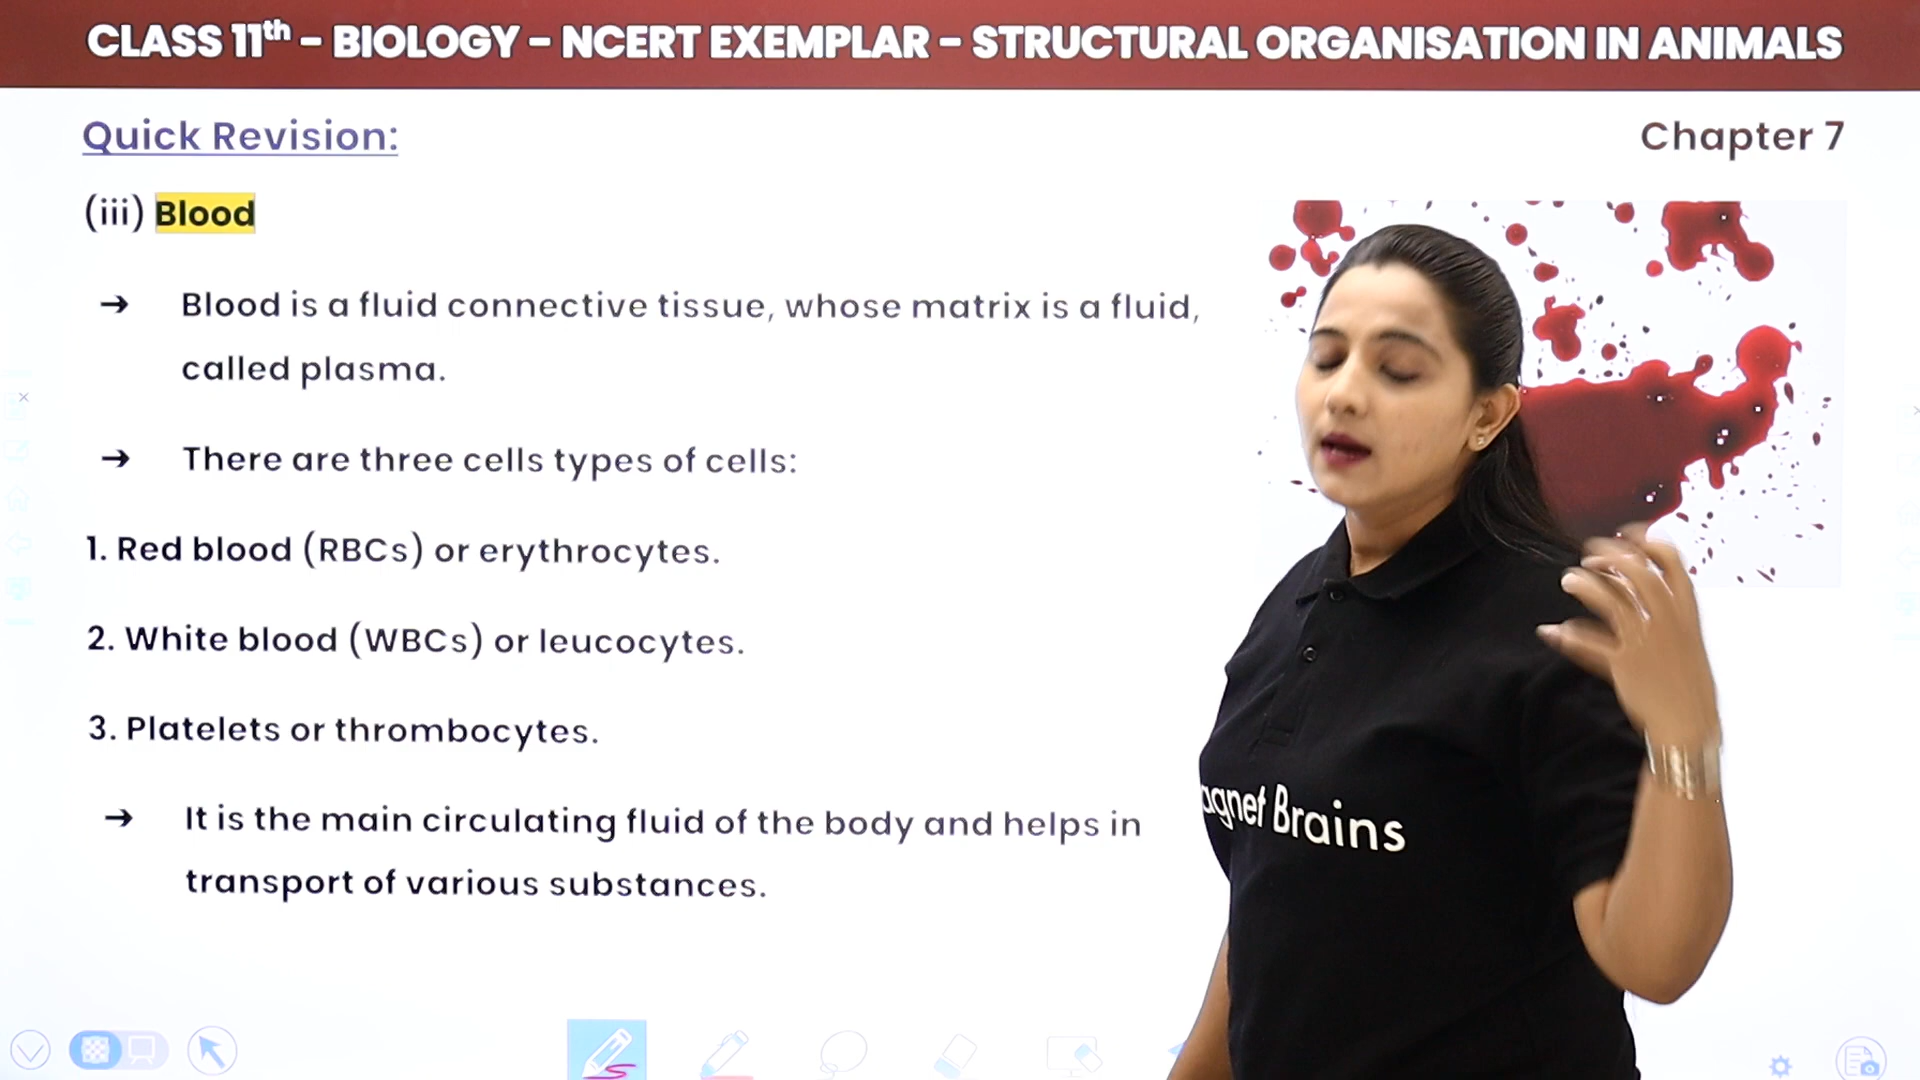 CLASS 11th - BIOLOGY - NCERT EXEMPLAR - STRUCTURAL ORGANISATION IN ANIMALS
Quick Revision:
Chapter 7
(iii) Blood
→ Blood is a fluid connective tissue, whose matrix is a fluid,
called plasma.
→ There are three cells types of cells:
1. Red blood (RBCs) or erythrocytes.
2. White blood (WBCs) or leucocytes.
3. Platelets or thrombocytes.
→ It is the main circulating fluid of the body and helps in
transport of various substances.
agnet Brains